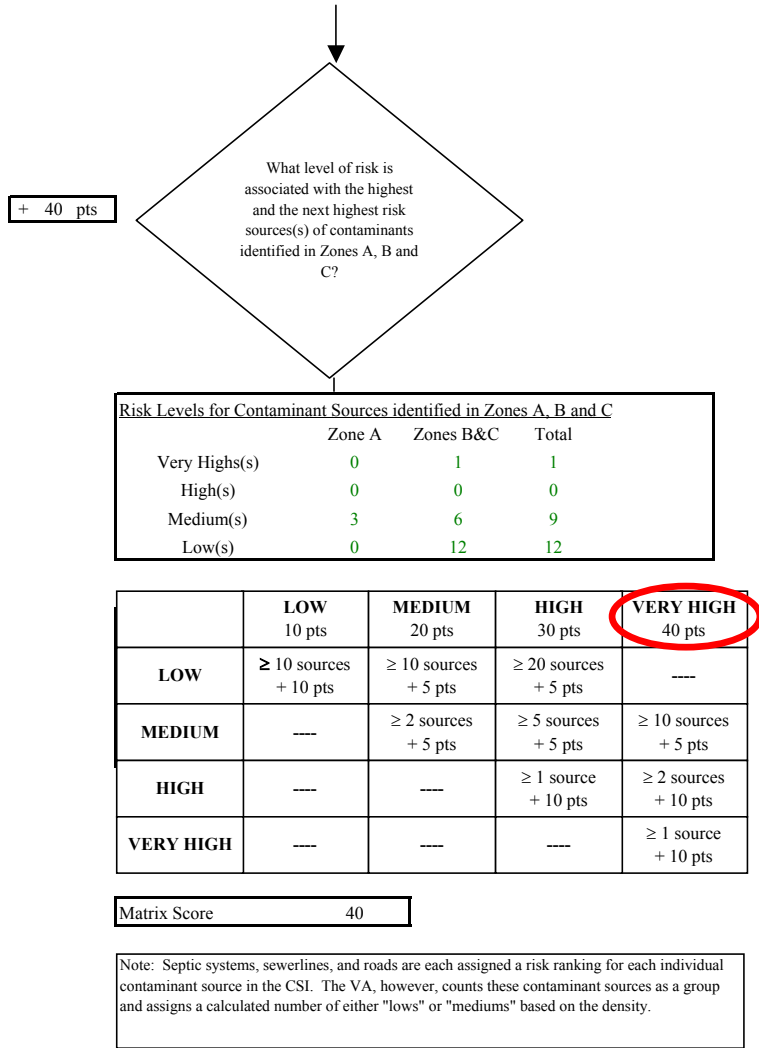 What level of risk is
associated with the highest
+ 40 pts
and the next highest risk
sources(s) of contaminants
identified in Zones A, B and
C?
Risk Levels for Contaminant Sources identified in Zones A, B and C
Zone A Zones B&C Total
Very Highs(s) 0 1 1
High(s) 0 0 0
Medium(s) 3 6 9
Low(s) 0 12 12
LOW MEDIUM HIGH VERY HIGH
10 pts 20 pts 30 pts 40 pts
LOW ≥ 10 sources ≥ 10 sources ≥ 20 sources ----
+ 10 pts + 5 pts + 5 pts
MEDIUM ---- ≥ 2 sources ≥ 5 sources ≥ 10 sources
+ 5 pts + 5 pts + 5 pts
HIGH ---- ---- ≥ 1 source ≥ 2 sources
+ 10 pts + 10 pts
VERY HIGH ---- ---- ---- ≥ 1 source
+ 10 pts
Matrix Score 40
Note: Septic systems, sewerlines, and roads are each assigned a risk ranking for each individual
contaminant source in the CSI. The VA, however, counts these contaminant sources as a group
and assigns a calculated number of either "lows" or "mediums" based on the density.